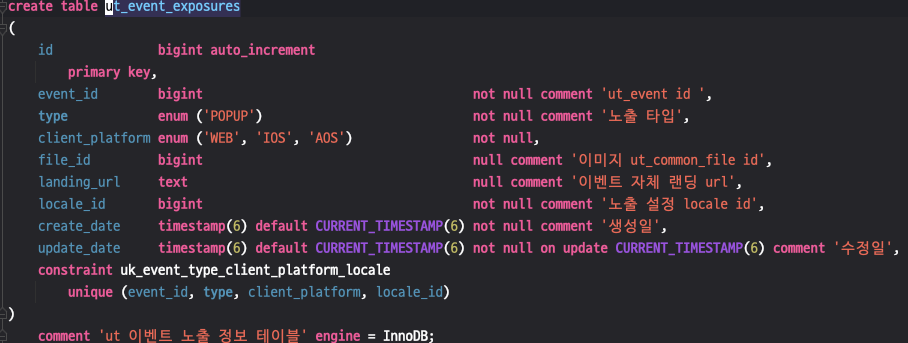 create table ut_event_exposures
(
    id              bigint auto_increment
        primary key,
    event_id        bigint                                    not null comment 'ut_event id ',
    type            enum ('POPUP')                            not null comment '노출 타입',
    client_platform enum ('WEB', 'IOS', 'AOS')                not null,
    file_id         bigint                                    null comment '이미지 ut_common_file id',
    landing_url     text                                      null comment '이벤트 자체 랜딩 url',
    locale_id       bigint                                    not null comment '노출 설정 locale id',
    create_date     timestamp(6) default CURRENT_TIMESTAMP(6) not null comment '생성일',
    update_date     timestamp(6) default CURRENT_TIMESTAMP(6) not null on update CURRENT_TIMESTAMP(6) comment '수정일',
    constraint uk_event_type_client_platform_locale
        unique (event_id, type, client_platform, locale_id)
)
    comment 'ut 이벤트 노출 정보 테이블' engine = InnoDB;